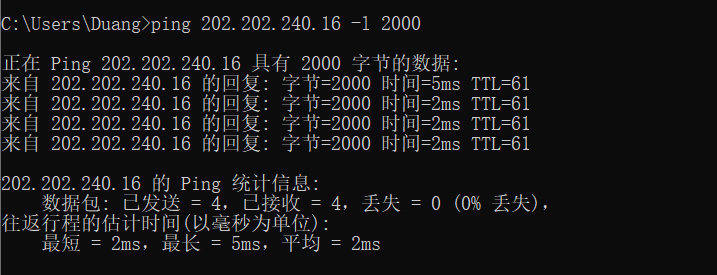 C:\Users\Duang>ping 202.202.240.16 -l 2000
正在 Ping 202.202.240.16 具有 2000 字节的数据:
来自 202.202.240.16 的回复: 字节=2000 时间=5ms TTL=61
来自 202.202.240.16 的回复: 字节=2000 时间=2ms TTL=61
来自 202.202.240.16 的回复: 字节=2000 时间=2ms TTL=61
来自 202.202.240.16 的回复: 字节=2000 时间=2ms TTL=61
202.202.240.16 的 Ping 统计信息:
数据包: 已发送 = 4，已接收 = 4，丢失 = 0 (0% 丢失)，
往返行程的估计时间(以毫秒为单位):
最短 = 2ms，最长 = 5ms，平均 = 2ms